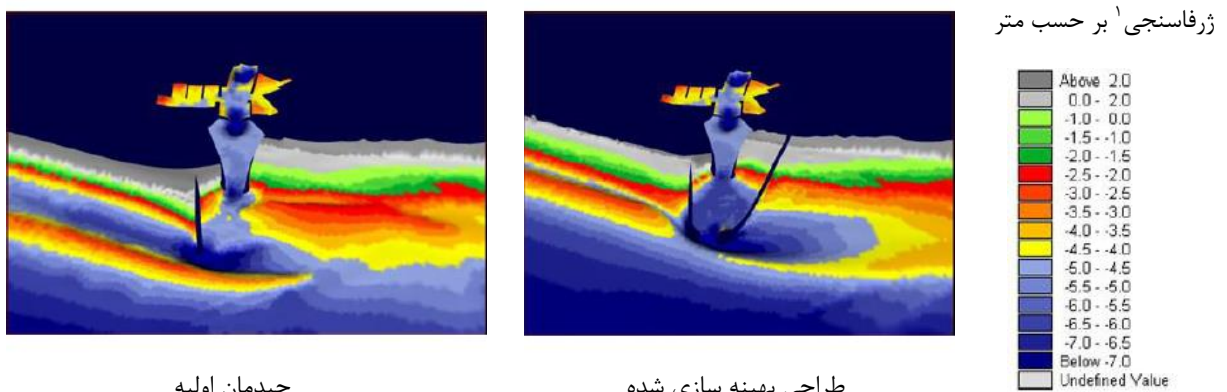 ژرفاسنجی¹ بر حسب متر
Above 2.0
0.0 - 2.0
-1.0 - 0.0
-1.5 - -1.0
-2.0 - -1.5
-2.5 - -2.0
-3.0 - -2.5
-3.5 - -3.0
-4.0 - -3.5
-4.5 - -4.0
-5.0 - -4.5
-5.5 - -5.0
-6.0 - -5.5
-6.5 - -6.0
-7.0 - -6.5
Below -7.0
Undefined Value
طراحی بهینه سازی شده
چیدمان اولیه